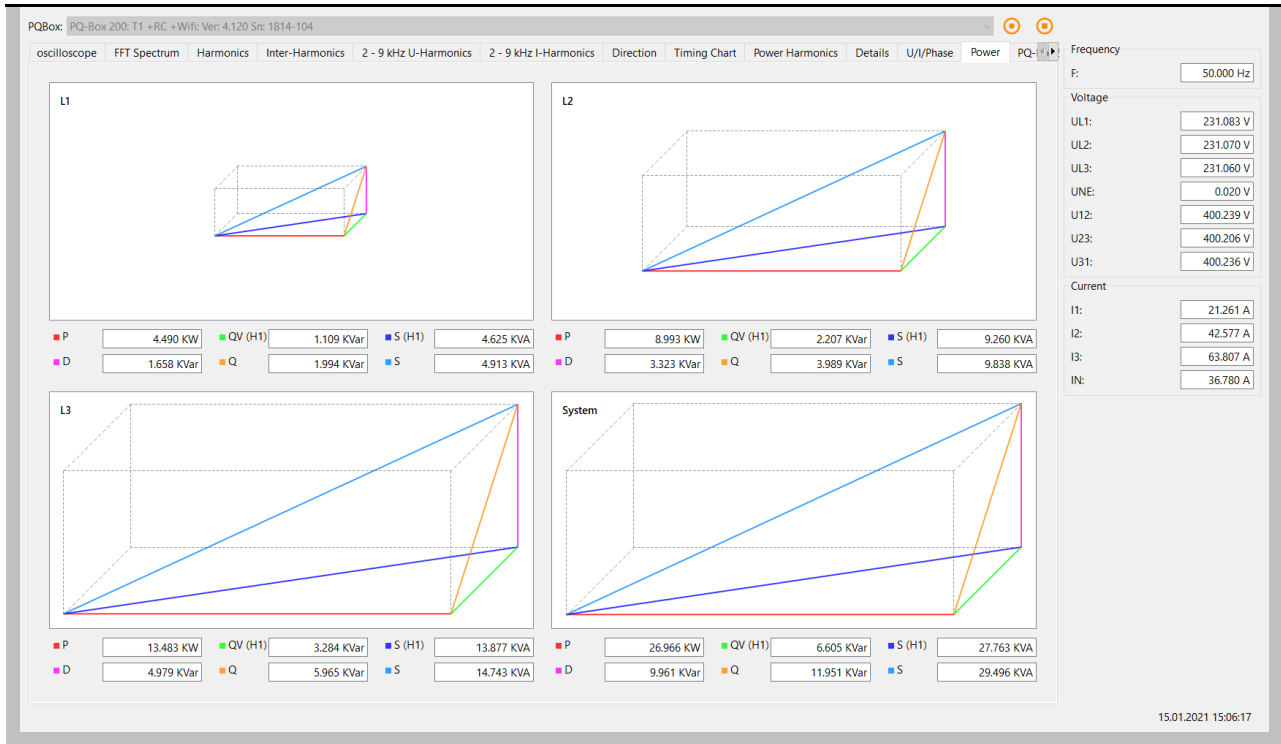 PQBox: PQ-Box 200: T1 +RC +Wifi: Ver: 4.120 Sn: 1814-104
oscilloscope FFT Spectrum Harmonics Inter-Harmonics 2 - 9 kHz U-Harmonics 2 - 9 kHz I-Harmonics Direction Timing Chart Power Harmonics Details U/I/Phase Power PQ-
L1
L2
P 4.490 KW QV (H1) 1.109 KVar S (H1) 4.625 KVA
D 1.658 KVar Q 1.994 KVar S 4.913 KVA
P 8.993 KW QV (H1) 2.207 KVar S (H1) 9.260 KVA
D 3.323 KVar Q 3.989 KVar S 9.838 KVA
L3
System
P 13.483 KW QV (H1) 3.284 KVar S (H1) 13.877 KVA
D 4.979 KVar Q 5.965 KVar S 14.743 KVA
P 26.966 KW QV (H1) 6.605 KVar S (H1) 27.763 KVA
D 9.961 KVar Q 11.951 KVar S 29.496 KVA
Frequency
F: 50.000 Hz
Voltage
UL1: 231.083 V
UL2: 231.070 V
UL3: 231.060 V
UNE: 0.020 V
U12: 400.239 V
U23: 400.206 V
U31: 400.236 V
Current
I1: 21.261 A
I2: 42.577 A
I3: 63.807 A
IN: 36.780 A
15.01.2021 15:06:17